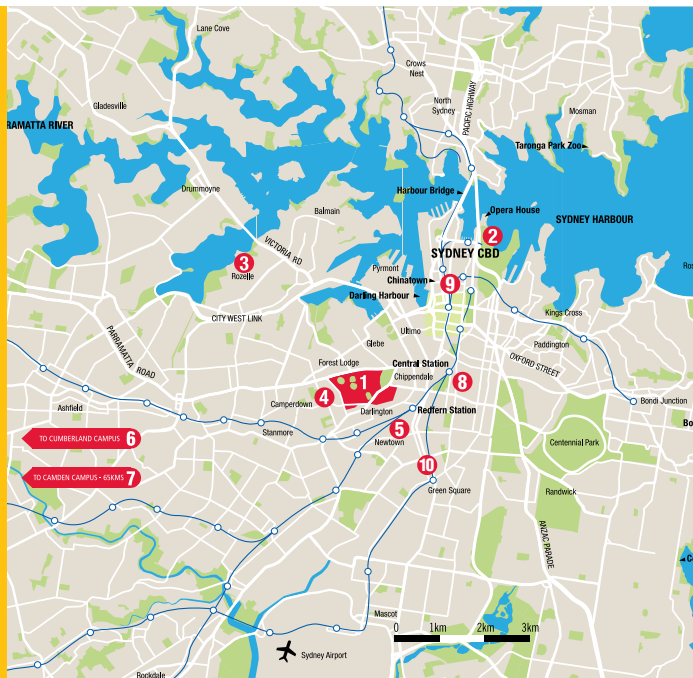 Lane Cove
Crows
Nest
Gladesville
North
Sydney
PACIFIC HIGHWAY
Mosman
RAMATTA RIVER
Taronga Park Zoo
Drummoyne
Harbour Bridge
Balmain
Opera House
SYDNEY HARBOUR
2
VICTORIA RD
SYDNEY CBD
3
Rozelle
Pyrmont
Ros
Chinatown
9
Darling Harbour
CITY WEST LINK
Kings Cross
Ultimo
PARRAMATTA ROAD
Glebe
Paddington
OXFORD STREET
Forest Lodge
Central Station
1
Chippendale
8
4
Camperdown
Darlington
Redfern Station
Bondi Junction
Ashfield
Stanmore
5
Bo
TO CUMBERLAND CAMPUS 6
Newtown
Centennial Park
10
TO CAMDEN CAMPUS - 65KMS 7
Green Square
Randwick
ANZAC PARADE
C
Mascot
0 1km 2km 3km
Sydney Airport
Rockdale